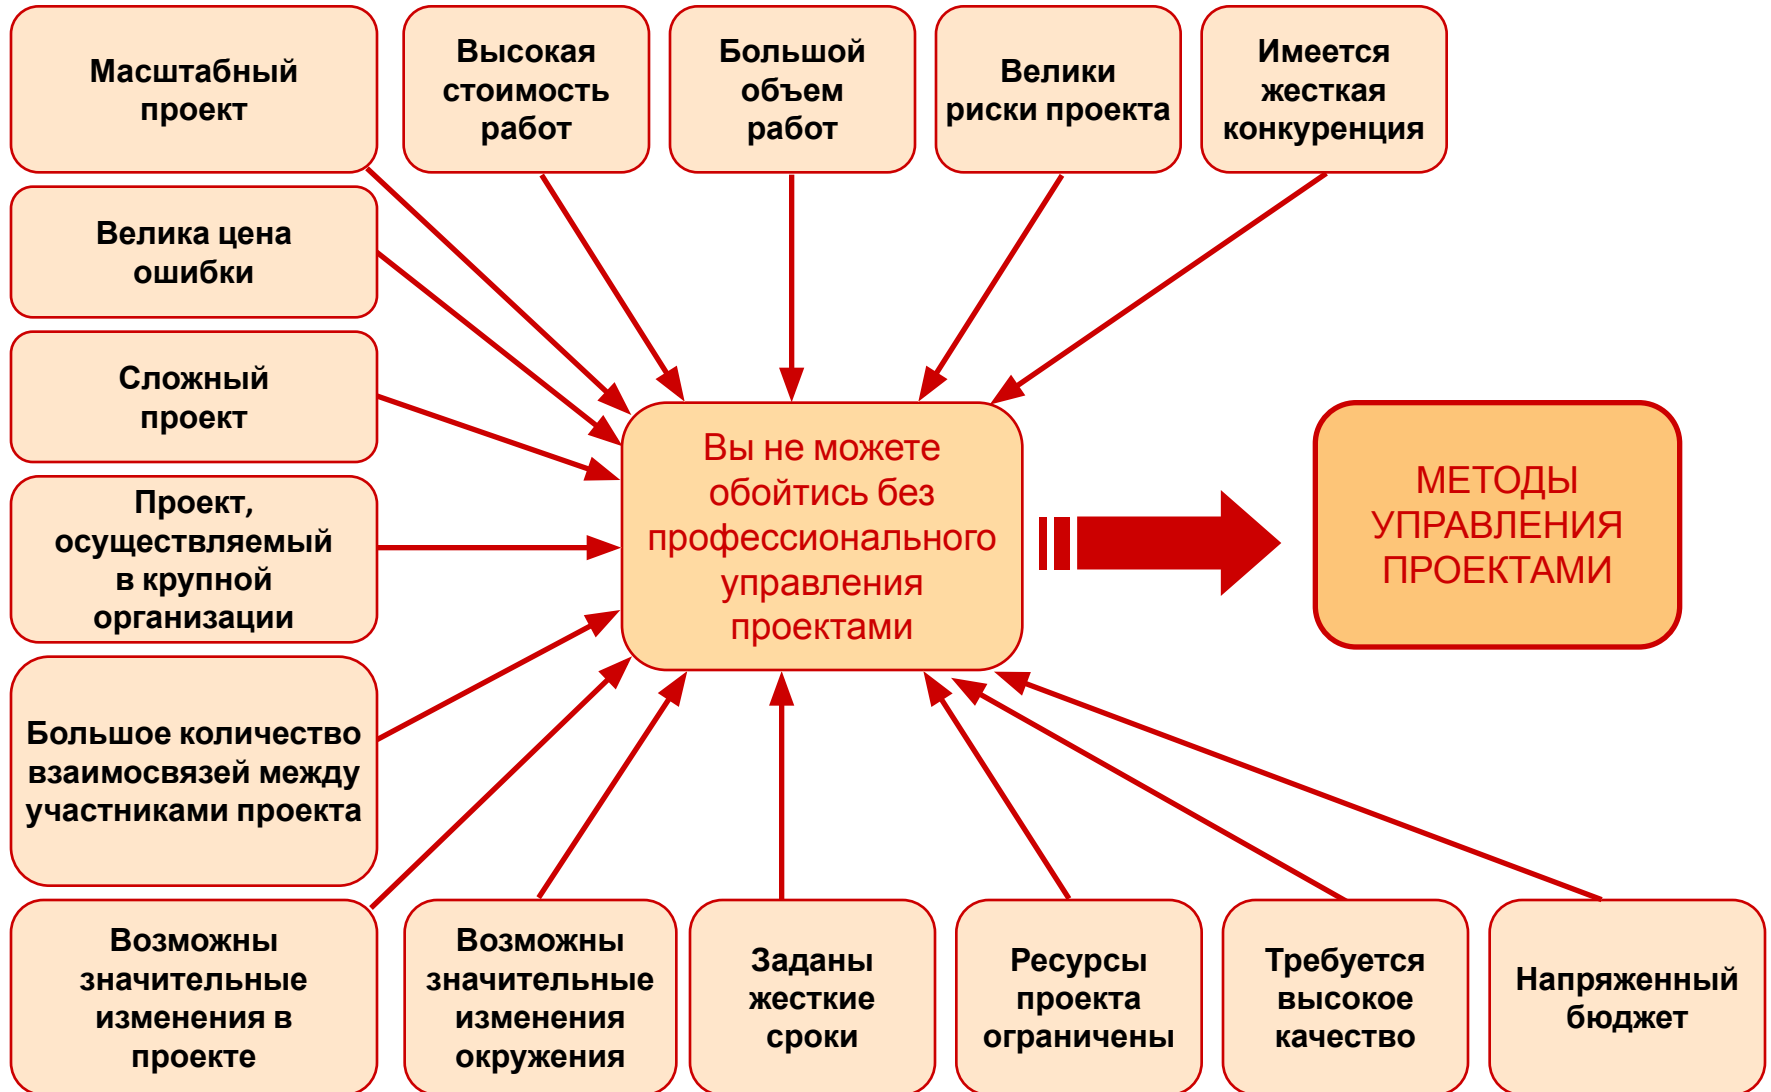 Масштабный
проект
Высокая
стоимость
работ
Большой
объем
работ
Велики
риски проекта
Имеется
жесткая
конкуренция
Велика цена
ошибки
Сложный
проект
Проект,
осуществляемый
в крупной
организации
Большое количество
взаимосвязей между
участниками проекта
Вы не можете
обойтись без
профессионального
управления
проектами
МЕТОДЫ
УПРАВЛЕНИЯ
ПРОЕКТАМИ
Возможны
значительные
изменения в
проекте
Возможны
значительные
изменения
окружения
Заданы
жесткие
сроки
Ресурсы
проекта
ограничены
Требуется
высокое
качество
Напряженный
бюджет